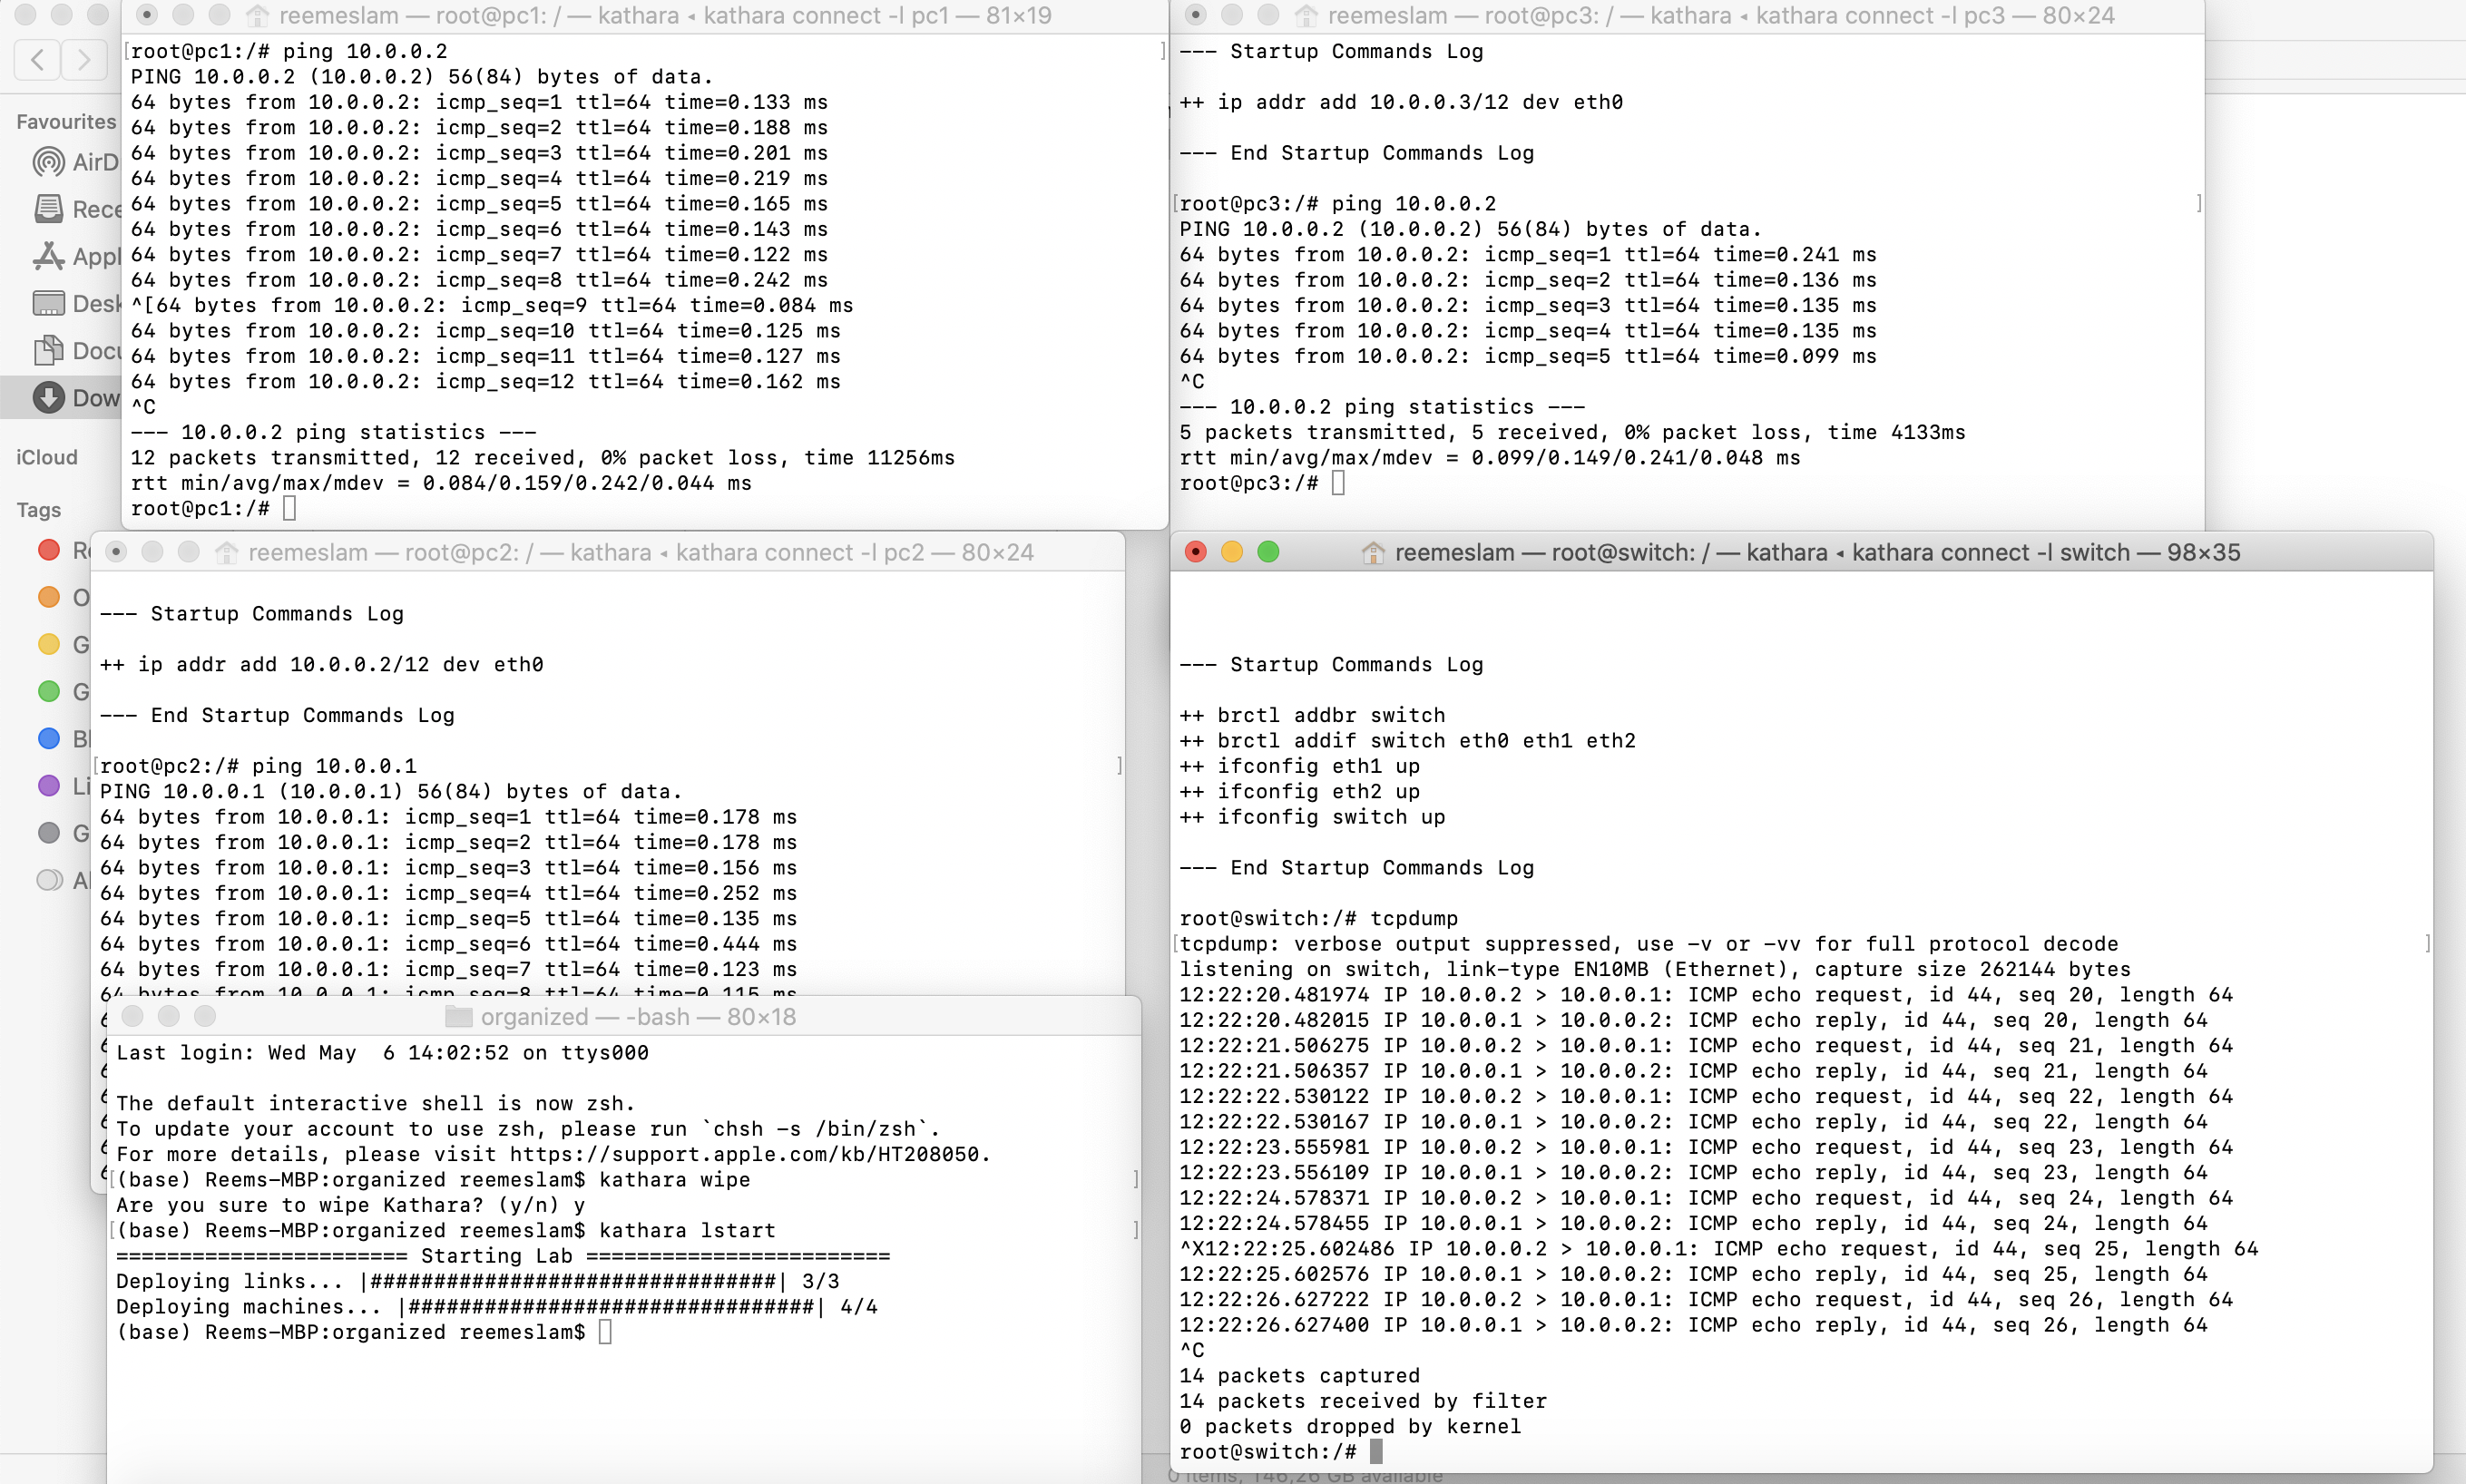 reemeslam — root@pc1: / — kathara ◂ kathara connect -l pc1 — 81×19
[root@pc1:/# ping 10.0.0.2 ]
PING 10.0.0.2 (10.0.0.2) 56(84) bytes of data.
64 bytes from 10.0.0.2: icmp_seq=1 ttl=64 time=0.133 ms
64 bytes from 10.0.0.2: icmp_seq=2 ttl=64 time=0.188 ms
64 bytes from 10.0.0.2: icmp_seq=3 ttl=64 time=0.201 ms
64 bytes from 10.0.0.2: icmp_seq=4 ttl=64 time=0.219 ms
64 bytes from 10.0.0.2: icmp_seq=5 ttl=64 time=0.165 ms
64 bytes from 10.0.0.2: icmp_seq=6 ttl=64 time=0.143 ms
64 bytes from 10.0.0.2: icmp_seq=7 ttl=64 time=0.122 ms
64 bytes from 10.0.0.2: icmp_seq=8 ttl=64 time=0.242 ms
^[64 bytes from 10.0.0.2: icmp_seq=9 ttl=64 time=0.084 ms
64 bytes from 10.0.0.2: icmp_seq=10 ttl=64 time=0.125 ms
64 bytes from 10.0.0.2: icmp_seq=11 ttl=64 time=0.127 ms
64 bytes from 10.0.0.2: icmp_seq=12 ttl=64 time=0.162 ms
^C
--- 10.0.0.2 ping statistics ---
12 packets transmitted, 12 received, 0% packet loss, time 11256ms
rtt min/avg/max/mdev = 0.084/0.159/0.242/0.044 ms
root@pc1:/#
reemeslam — root@pc3: / — kathara ◂ kathara connect -l pc3 — 80×24
--- Startup Commands Log
++ ip addr add 10.0.0.3/12 dev eth0
--- End Startup Commands Log
[root@pc3:/# ping 10.0.0.2 ]
PING 10.0.0.2 (10.0.0.2) 56(84) bytes of data.
64 bytes from 10.0.0.2: icmp_seq=1 ttl=64 time=0.241 ms
64 bytes from 10.0.0.2: icmp_seq=2 ttl=64 time=0.136 ms
64 bytes from 10.0.0.2: icmp_seq=3 ttl=64 time=0.135 ms
64 bytes from 10.0.0.2: icmp_seq=4 ttl=64 time=0.135 ms
64 bytes from 10.0.0.2: icmp_seq=5 ttl=64 time=0.099 ms
^C
--- 10.0.0.2 ping statistics ---
5 packets transmitted, 5 received, 0% packet loss, time 4133ms
rtt min/avg/max/mdev = 0.099/0.149/0.241/0.048 ms
root@pc3:/#
Favourites
AirD
Rece
Appl
Desk
Docu
Dow
iCloud
Tags
reemeslam — root@pc2: / — kathara ◂ kathara connect -l pc2 — 80×24
--- Startup Commands Log
++ ip addr add 10.0.0.2/12 dev eth0
--- End Startup Commands Log
[root@pc2:/# ping 10.0.0.1 ]
PING 10.0.0.1 (10.0.0.1) 56(84) bytes of data.
64 bytes from 10.0.0.1: icmp_seq=1 ttl=64 time=0.178 ms
64 bytes from 10.0.0.1: icmp_seq=2 ttl=64 time=0.178 ms
64 bytes from 10.0.0.1: icmp_seq=3 ttl=64 time=0.156 ms
64 bytes from 10.0.0.1: icmp_seq=4 ttl=64 time=0.252 ms
64 bytes from 10.0.0.1: icmp_seq=5 ttl=64 time=0.135 ms
64 bytes from 10.0.0.1: icmp_seq=6 ttl=64 time=0.444 ms
64 bytes from 10.0.0.1: icmp_seq=7 ttl=64 time=0.123 ms
64 bytes from 10.0.0.1: icmp_seq=8 ttl=64 time=0.115 ms
organized — -bash — 80×18
Last login: Wed May  6 14:02:52 on ttys000
The default interactive shell is now zsh.
To update your account to use zsh, please run `chsh -s /bin/zsh`.
For more details, please visit https://support.apple.com/kb/HT208050.
[(base) Reems-MBP:organized reemeslam$ kathara wipe ]
Are you sure to wipe Kathara? (y/n) y
[(base) Reems-MBP:organized reemeslam$ kathara lstart ]
======================= Starting Lab ========================
Deploying links... |################################| 3/3
Deploying machines... |################################| 4/4
(base) Reems-MBP:organized reemeslam$
reemeslam — root@switch: / — kathara ◂ kathara connect -l switch — 98×35
--- Startup Commands Log
++ brctl addbr switch
++ brctl addif switch eth0 eth1 eth2
++ ifconfig eth1 up
++ ifconfig eth2 up
++ ifconfig switch up
--- End Startup Commands Log
root@switch:/# tcpdump
[tcpdump: verbose output suppressed, use -v or -vv for full protocol decode ]
listening on switch, link-type EN10MB (Ethernet), capture size 262144 bytes
12:22:20.481974 IP 10.0.0.2 > 10.0.0.1: ICMP echo request, id 44, seq 20, length 64
12:22:20.482015 IP 10.0.0.1 > 10.0.0.2: ICMP echo reply, id 44, seq 20, length 64
12:22:21.506275 IP 10.0.0.2 > 10.0.0.1: ICMP echo request, id 44, seq 21, length 64
12:22:21.506357 IP 10.0.0.1 > 10.0.0.2: ICMP echo reply, id 44, seq 21, length 64
12:22:22.530122 IP 10.0.0.2 > 10.0.0.1: ICMP echo request, id 44, seq 22, length 64
12:22:22.530167 IP 10.0.0.1 > 10.0.0.2: ICMP echo reply, id 44, seq 22, length 64
12:22:23.555981 IP 10.0.0.2 > 10.0.0.1: ICMP echo request, id 44, seq 23, length 64
12:22:23.556109 IP 10.0.0.1 > 10.0.0.2: ICMP echo reply, id 44, seq 23, length 64
12:22:24.578371 IP 10.0.0.2 > 10.0.0.1: ICMP echo request, id 44, seq 24, length 64
12:22:24.578455 IP 10.0.0.1 > 10.0.0.2: ICMP echo reply, id 44, seq 24, length 64
^X12:22:25.602486 IP 10.0.0.2 > 10.0.0.1: ICMP echo request, id 44, seq 25, length 64
12:22:25.602576 IP 10.0.0.1 > 10.0.0.2: ICMP echo reply, id 44, seq 25, length 64
12:22:26.627222 IP 10.0.0.2 > 10.0.0.1: ICMP echo request, id 44, seq 26, length 64
12:22:26.627400 IP 10.0.0.1 > 10.0.0.2: ICMP echo reply, id 44, seq 26, length 64
^C
14 packets captured
14 packets received by filter
0 packets dropped by kernel
root@switch:/#
0 items, 146,26 GB available